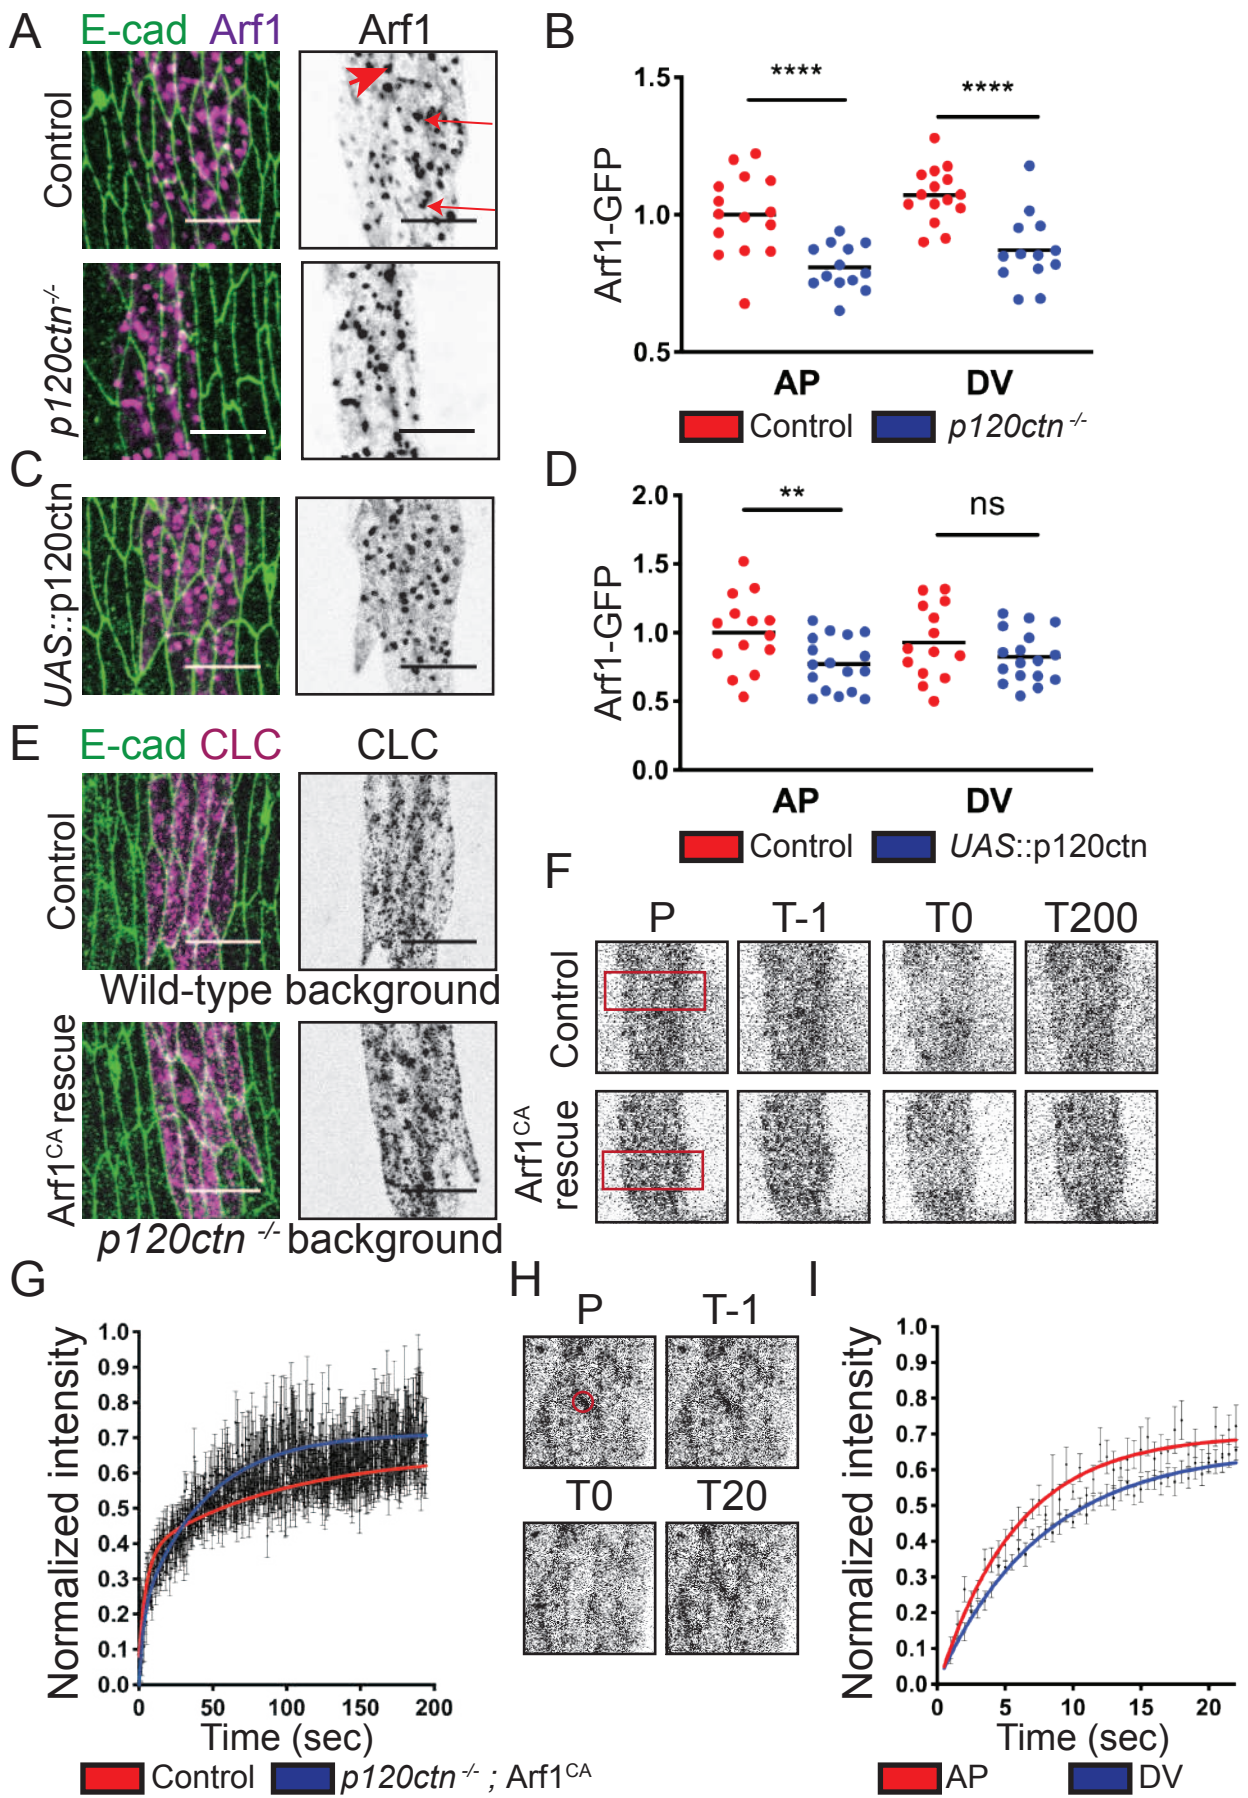 A
E-cad Arf1
Arf1
Control
p120ctn-/-
B
1.5
1.0
0.5
Arf1-GFP
****
****
AP
DV
Control
p120ctn -/-
C
UAS::p120ctn
D
2.0
1.5
1.0
0.5
0.0
Arf1-GFP
**
ns
AP
DV
Control
UAS::p120ctn
E
E-cad CLC
CLC
Control
Wild-type background
Arf1CA rescue
p120ctn -/- background
F
P
T-1
T0
T200
Control
Arf1CA
rescue
G
Normalized intensity
1.0
0.9
0.8
0.7
0.6
0.5
0.4
0.3
0.2
0.1
0.0
0
50
100
150
200
Time (sec)
Control
p120ctn -/- ; Arf1CA
H
P
T-1
T0
T20
I
Normalized intensity
1.0
0.9
0.8
0.7
0.6
0.5
0.4
0.3
0.2
0.1
0.0
0
5
10
15
20
Time (sec)
AP
DV